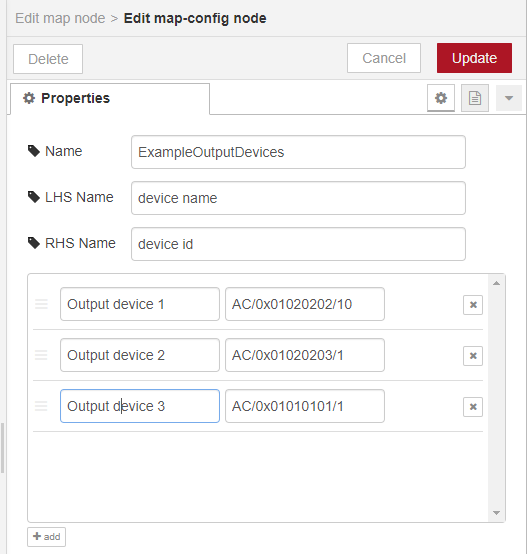 Edit map node > Edit map-config node
Delete Cancel Update
Properties
Name ExampleOutputDevices
LHS Name device name
RHS Name device id
Output device 1 AC/0x01020202/10
Output device 2 AC/0x01020203/1
Output device 3 AC/0x01010101/1
+ add